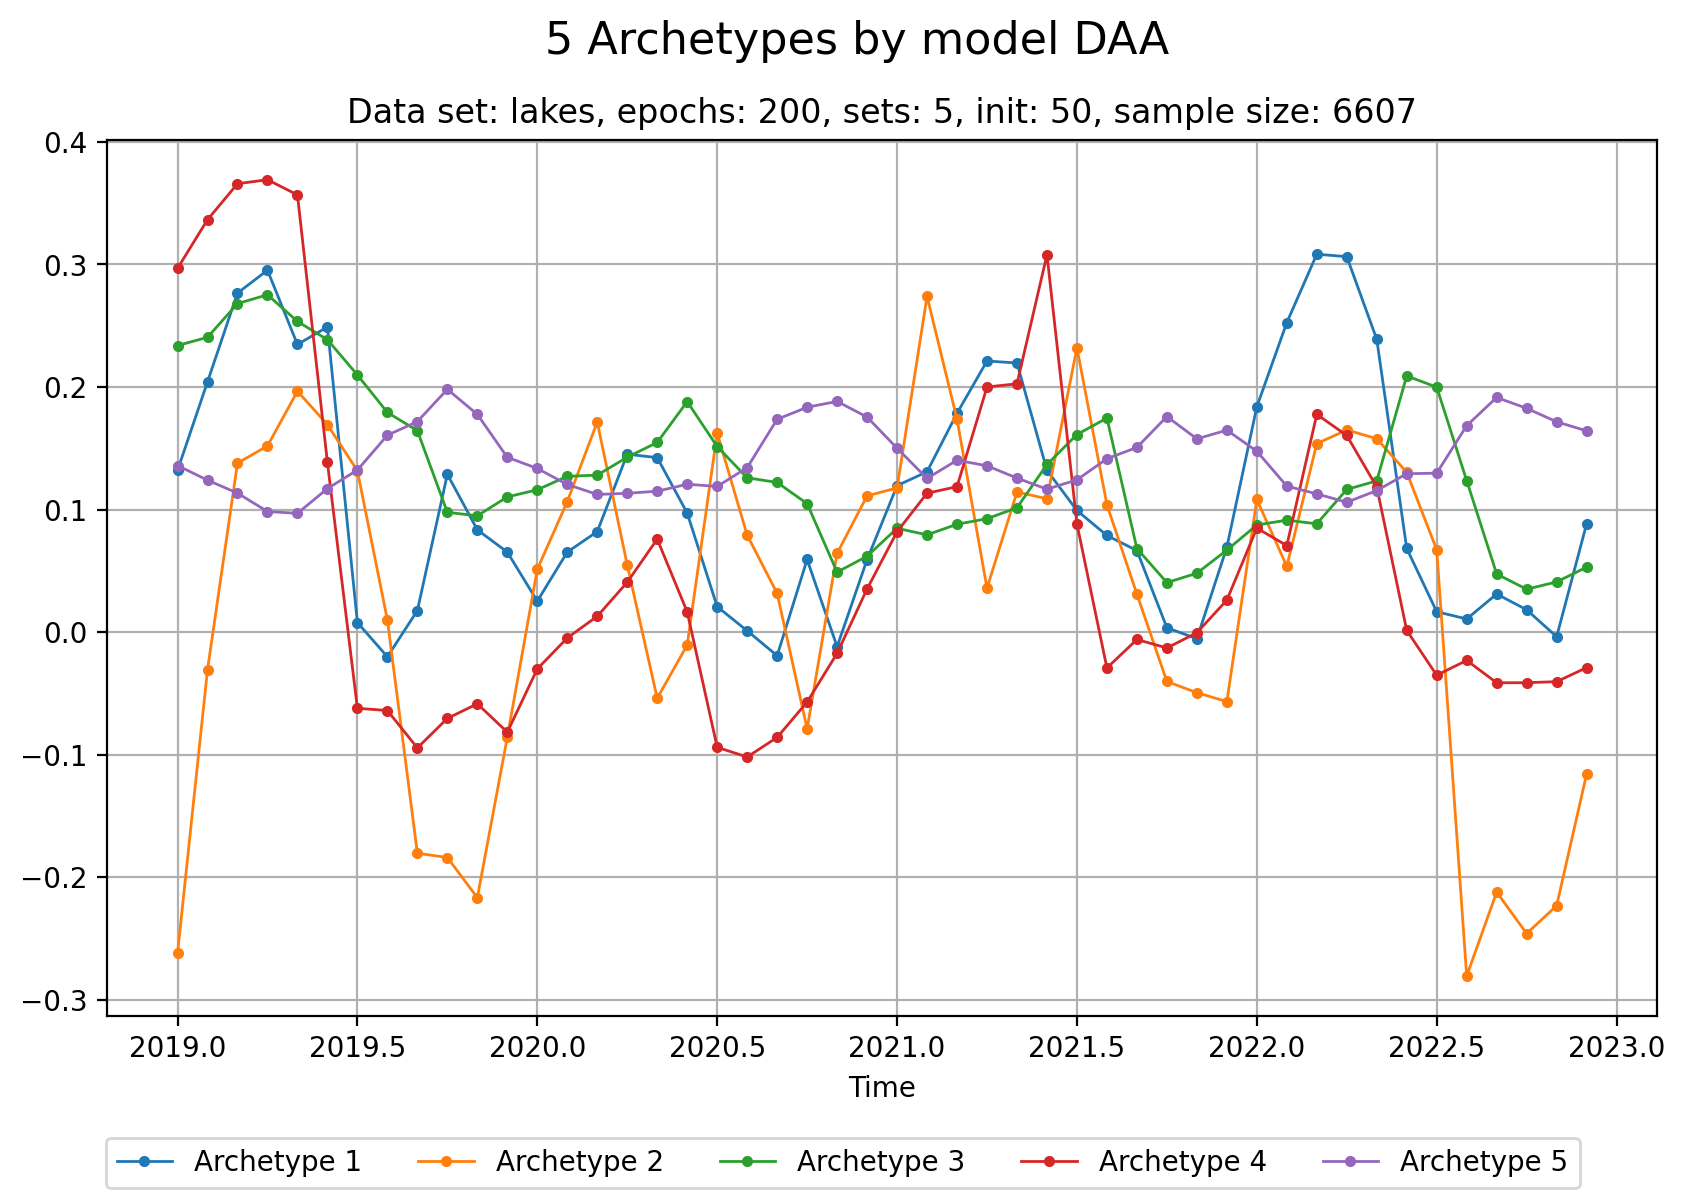 5 Archetypes by model DAA
Data set: lakes, epochs: 200, sets: 5, init: 50, sample size: 6607
0.4
0.3
0.2
0.1
0.0
−0.1
−0.2
−0.3
2019.0 2019.5 2020.0 2020.5 2021.0 2021.5 2022.0 2022.5 2023.0
Time
Archetype 1 Archetype 2 Archetype 3 Archetype 4 Archetype 5